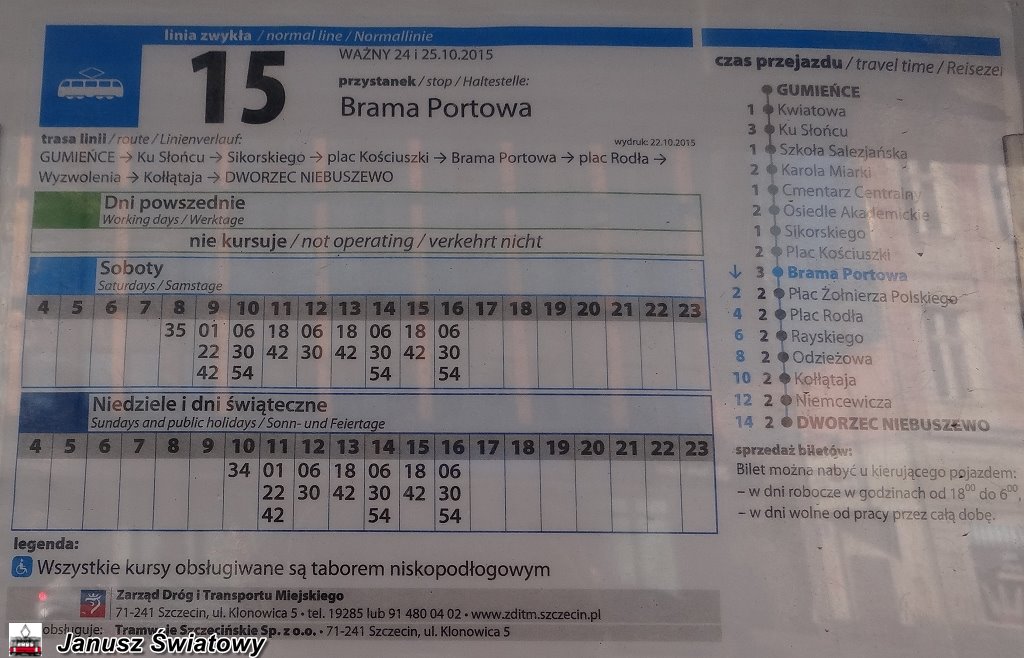 linia zwykła / normal line / Normallinie
15
WAŻNY 24 i 25.10.2015
przystanek / stop / Haltestelle:
Brama Portowa
trasa linii / route / Linienverlauf:
wydruk: 22.10.2015
GUMIEŃCE → Ku Słońcu → Sikorskiego → plac Kościuszki → Brama Portowa → plac Rodła →
Wyzwolenia → Kołłątaja → DWORZEC NIEBUSZEWO
Dni powszednie
Working days / Werktage
nie kursuje / not operating / verkehrt nicht
Soboty
Saturdays / Samstage
4 5 6 7 8 9 10 11 12 13 14 15 16 17 18 19 20 21 22 23
35 01 06 18 06 18 06 18 06
22 30 42 30 42 30 42 30
42 54 54 54
Niedziele i dni świąteczne
Sundays and public holidays / Sonn- und Feiertage
4 5 6 7 8 9 10 11 12 13 14 15 16 17 18 19 20 21 22 23
34 01 06 18 06 18 06
22 30 42 30 42 30
42 54 54
legenda:
Wszystkie kursy obsługiwane są taborem niskopodłogowym
Zarząd Dróg i Transportu Miejskiego
71-241 Szczecin, ul. Klonowica 5 • tel. 19285 lub 91 480 04 02 • www.zditm.szczecin.pl
obsługuje: Tramwaje Szczecińskie Sp. z o.o. • 71-241 Szczecin, ul. Klonowica 5
czas przejazdu / travel time / Reisezei
GUMIEŃCE
1 Kwiatowa
3 Ku Słońcu
1 Szkoła Salezjańska
2 Karola Miarki
1 Cmentarz Centralny
2 Osiedle Akademickie
1 Sikorskiego
2 Plac Kościuszki
↓ 3 Brama Portowa
2 2 Plac Żołnierza Polskiego
4 2 Plac Rodła
6 2 Rayskiego
8 2 Odzieżowa
10 2 Kołłątaja
12 2 Niemcewicza
14 2 DWORZEC NIEBUSZEWO
sprzedaż biletów:
Bilet można nabyć u kierującego pojazdem:
– w dni robocze w godzinach od 18⁰⁰ do 6⁰⁰,
– w dni wolne od pracy przez całą dobę.
Janusz Światowy